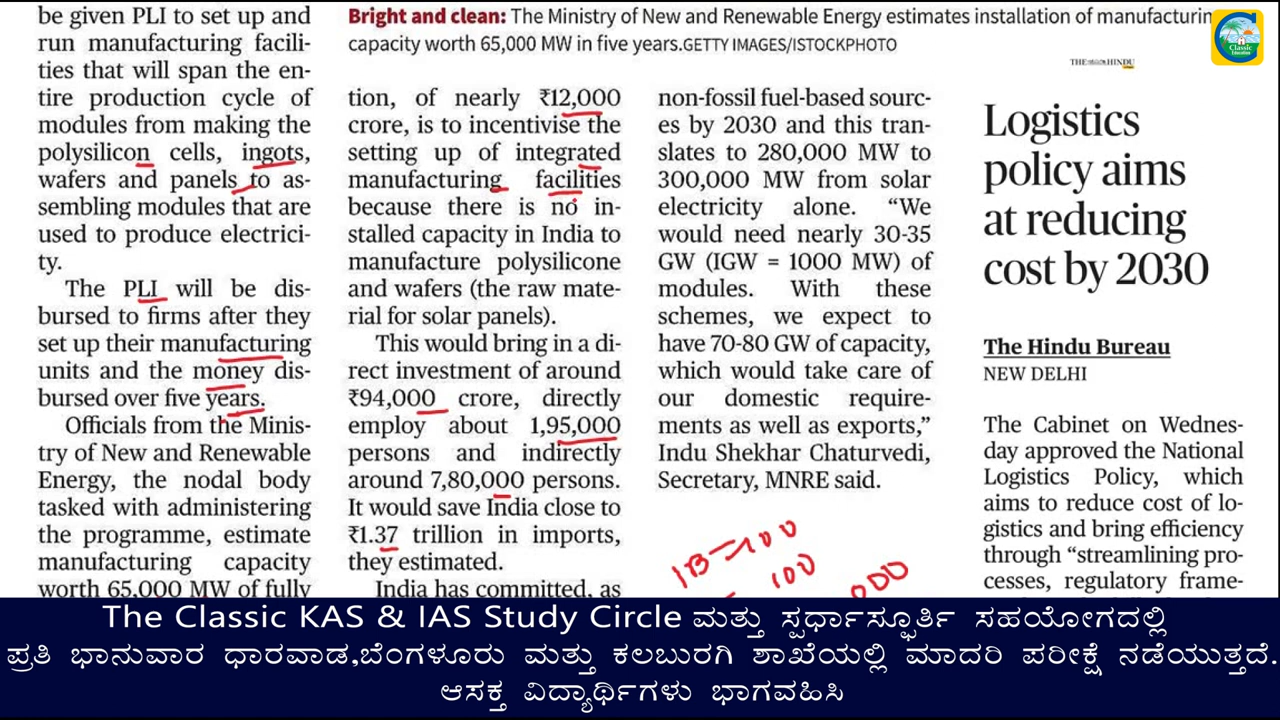 be given PLI to set up and
run manufacturing facili-
ties that will span the en-
tire production cycle of
modules from making the
polysilicon cells, ingots,
wafers and panels to as-
sembling modules that are
used to produce electrici-
ty.
The PLI will be dis-
bursed to firms after they
set up their manufacturing
units and the money dis-
bursed over five years.
Officials from the Minis-
try of New and Renewable
Energy, the nodal body
tasked with administering
the programme, estimate
manufacturing capacity
worth 65,000 MW of fully
Bright and clean: The Ministry of New and Renewable Energy estimates installation of manufacturin
capacity worth 65,000 MW in five years.GETTY IMAGES/ISTOCKPHOTO
tion, of nearly ₹12,000
crore, is to incentivise the
setting up of integrated
manufacturing facilities
because there is no in-
stalled capacity in India to
manufacture polysilicone
and wafers (the raw mate-
rial for solar panels).
This would bring in a di-
rect investment of around
₹94,000 crore, directly
employ about 1,95,000
persons and indirectly
around 7,80,000 persons.
It would save India close to
₹1.37 trillion in imports,
they estimated.
India has committed, as
non-fossil fuel-based sourc-
es by 2030 and this tran-
slates to 280,000 MW to
300,000 MW from solar
electricity alone. “We
would need nearly 30-35
GW (IGW = 1000 MW) of
modules. With these
schemes, we expect to
have 70-80 GW of capacity,
which would take care of
our domestic require-
ments as well as exports,”
Indu Shekhar Chaturvedi,
Secretary, MNRE said.
100
100
000
Classic
Education
THE HINDU
Logistics
policy aims
at reducing
cost by 2030
The Hindu Bureau
NEW DELHI
The Cabinet on Wednes-
day approved the National
Logistics Policy, which
aims to reduce cost of lo-
gistics and bring efficiency
through “streamlining pro-
cesses, regulatory frame-
The Classic KAS & IAS Study Circle ಮತ್ತು ಸ್ಪರ್ಧಾಸ್ಫೂರ್ತಿ ಸಹಯೋಗದಲ್ಲಿ
ಪ್ರತಿ ಭಾನುವಾರ ಧಾರವಾಡ,ಬೆಂಗಳೂರು ಮತ್ತು ಕಲಬುರಗಿ ಶಾಖೆಯಲ್ಲಿ ಮಾದರಿ ಪರೀಕ್ಷೆ ನಡೆಯುತ್ತದೆ.
ಆಸಕ್ತ ವಿದ್ಯಾರ್ಥಿಗಳು ಭಾಗವಹಿಸಿ